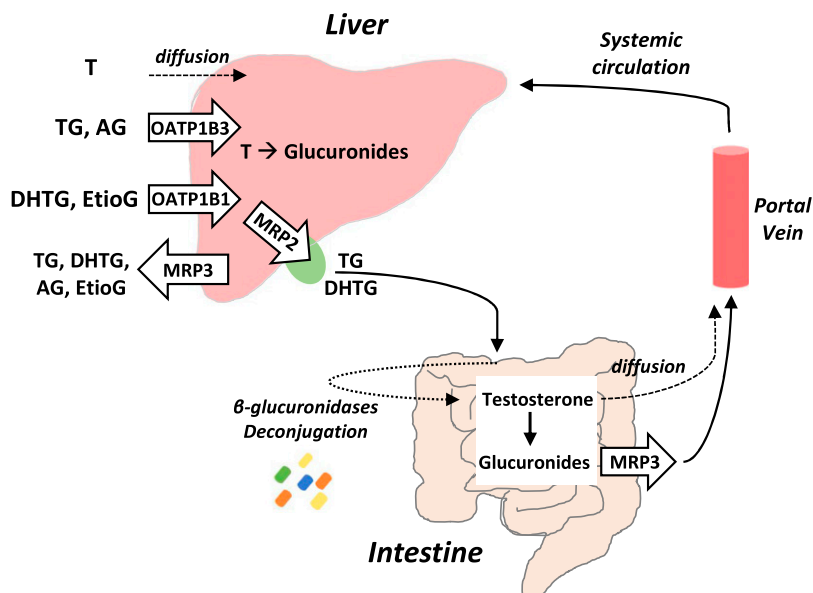 Liver
Systemic
circulation
T
diffusion
TG, AG
OATP1B3
T → Glucuronides
DHTG, EtioG
OATP1B1
MRP2
Portal
Vein
TG, DHTG,
AG, EtioG
MRP3
TG
DHTG
diffusion
β-glucuronidases
Deconjugation
Testosterone
Glucuronides
MRP3
Intestine